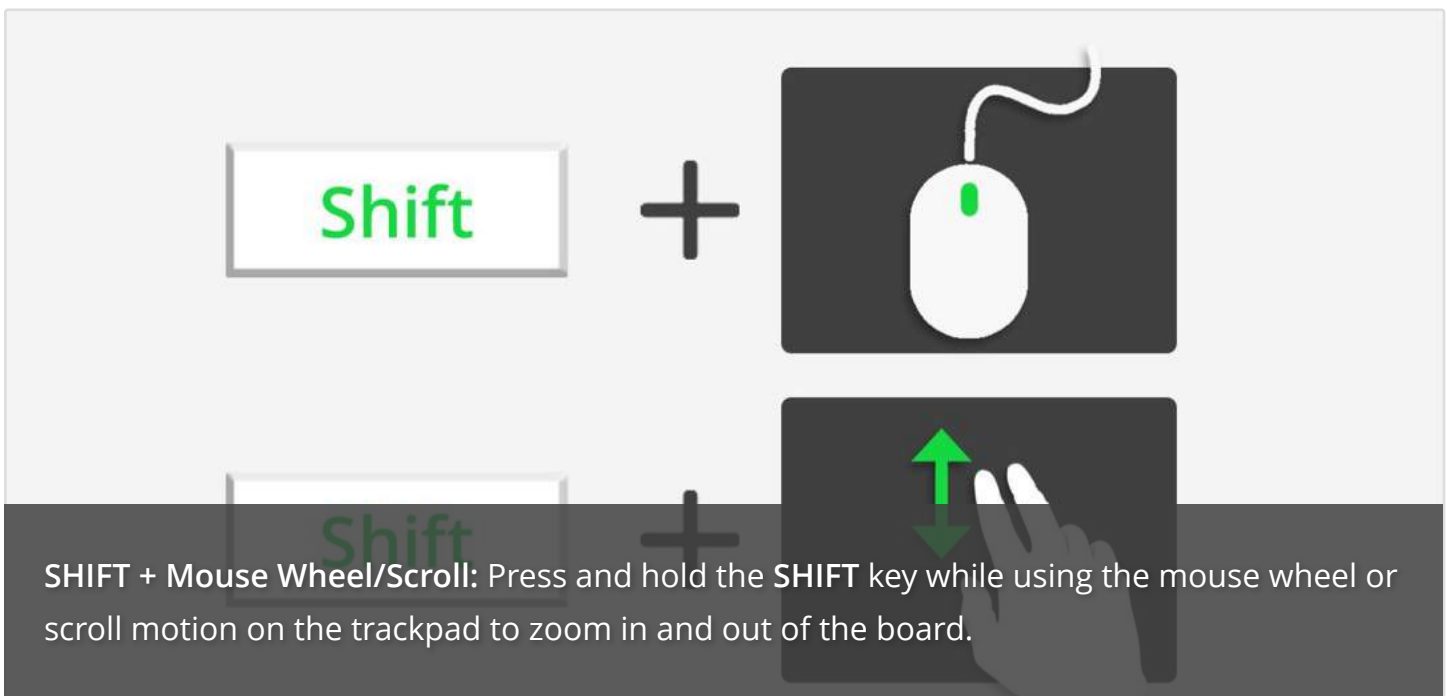 Shift
Shift
SHIFT + Mouse Wheel/Scroll: Press and hold the SHIFT key while using the mouse wheel or
scroll motion on the trackpad to zoom in and out of the board.